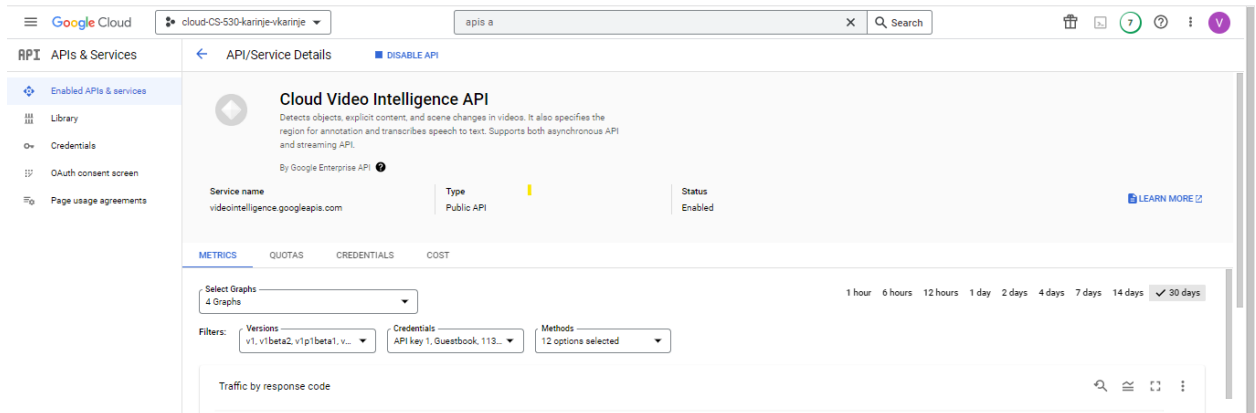 Google Cloud
cloud-CS-530-karinje-vkarinje
apis a
Search
7
V
API APIs & Services
API/Service Details
DISABLE API
Enabled APIs & services
Library
Credentials
OAuth consent screen
Page usage agreements
Cloud Video Intelligence API
Detects objects, explicit content, and scene changes in videos. It also specifies the
region for annotation and transcribes speech to text. Supports both asynchronous API
and streaming API.
By Google Enterprise API
Service name
videointelligence.googleapis.com
Type
Public API
Status
Enabled
LEARN MORE
METRICS QUOTAS CREDENTIALS COST
Select Graphs
4 Graphs
1 hour 6 hours 12 hours 1 day 2 days 4 days 7 days 14 days 30 days
Filters:
Versions
v1, v1beta2, v1p1beta1, v...
Credentials
API key 1, Guestbook, 113...
Methods
12 options selected
Traffic by response code